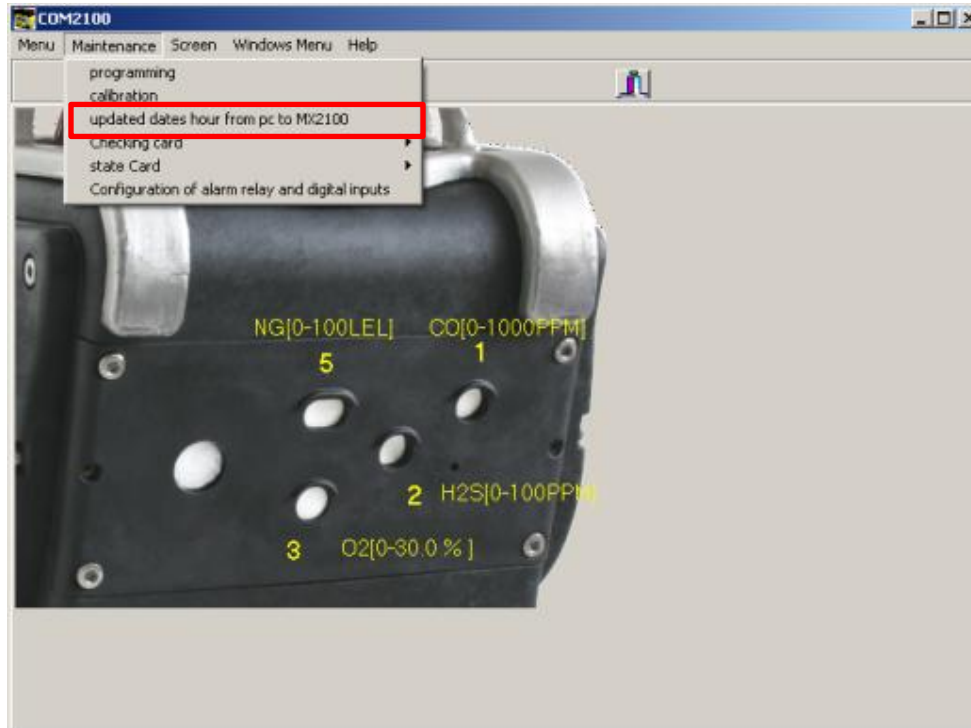 COM2100
Menu Maintenance Screen Windows Menu Help
programming
calibration
updated dates hour from pc to MX2100
Checking card
state Card
Configuration of alarm relay and digital inputs
NG[0-100LEL] CO[0-1000PPM]
5 1
2 H2S[0-100PPM]
3 O2[0-30.0 % ]